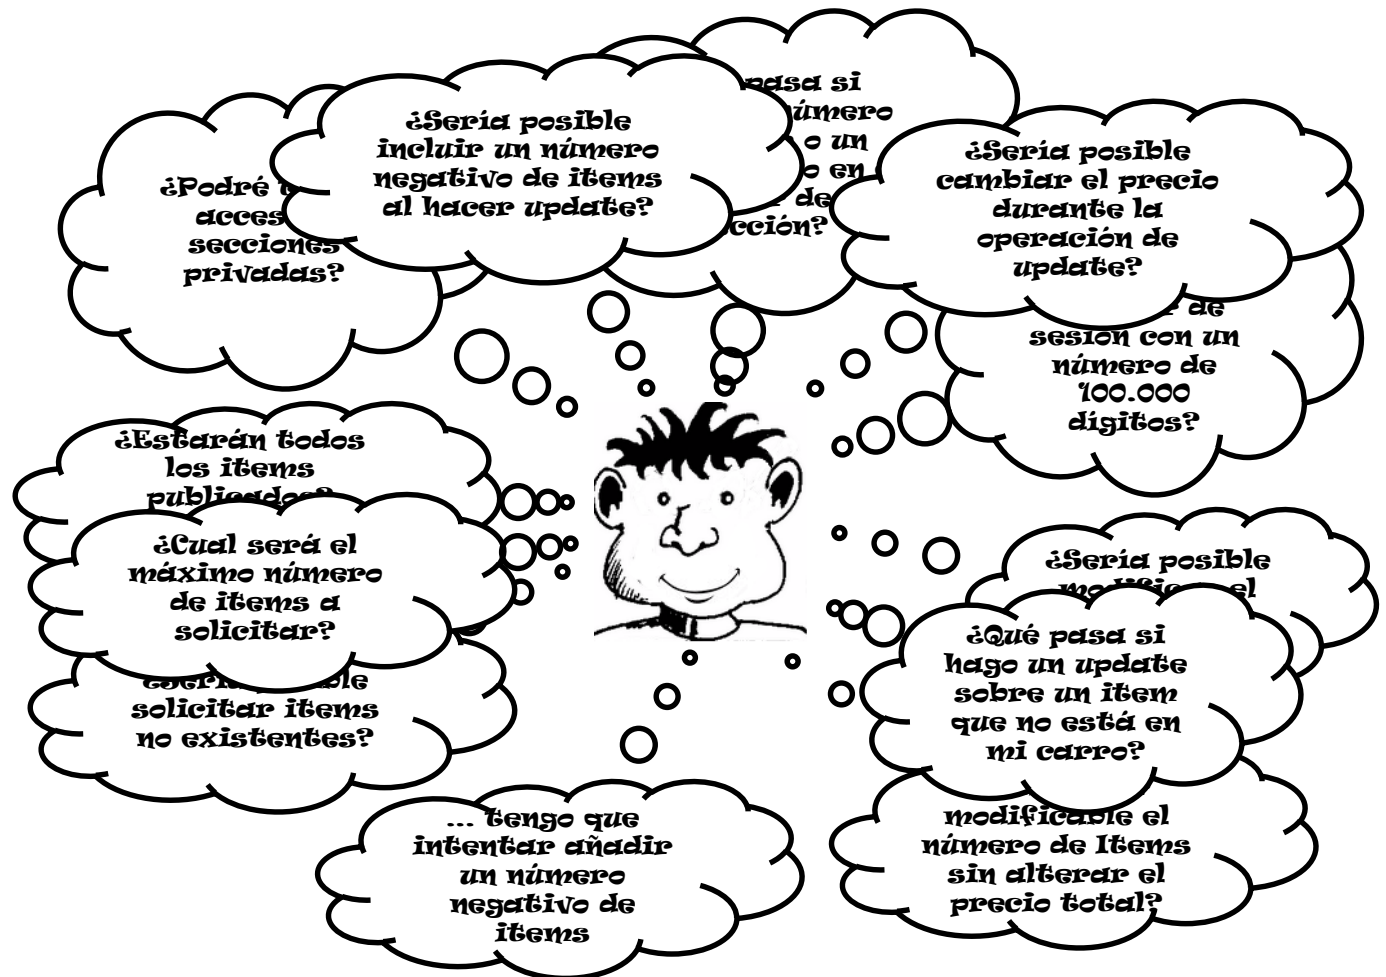 ¿Podré
acces
secciones
privadas?
¿Sería posible
incluir un número
negativo de items
al hacer update?
pasa si
número
o un
o en
de
cción?
¿Sería posible
cambiar el precio
durante la
operación de
update?
de
sesión con un
número de
100.000
dígitos?
¿Estarán todos
los items
publicados?
¿Cual será el
máximo número
de items a
solicitar?
solicitar items
no existentes?
¿Sería posible
el
¿Qué pasa si
hago un update
sobre un item
que no está en
mi carro?
modificable el
número de Items
sin alterar el
precio total?
... tengo que
intentar añadir
un número
negativo de
items